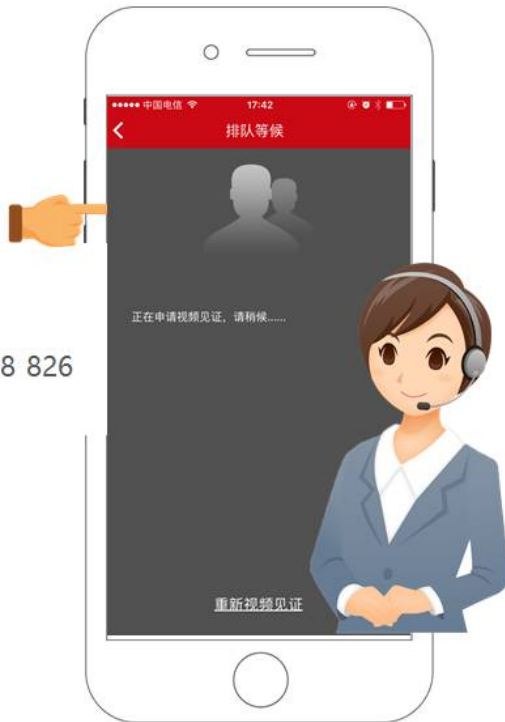 中国电信 17:42
排队等候
正在申请视频见证，请稍候......
8 826
重新视频见证